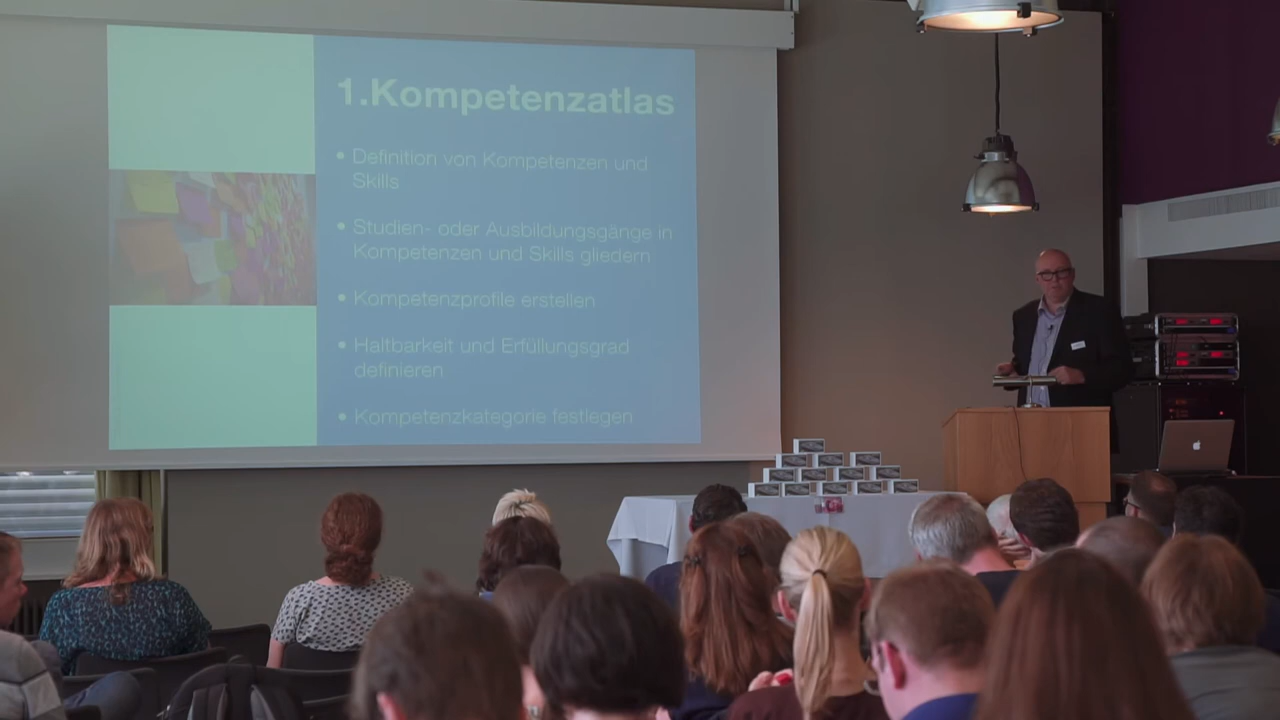 1.Kompetenzatlas
• Definition von Kompetenzen und
Skills
• Studien- oder Ausbildungsgänge in
Kompetenzen und Skills gliedern
• Kompetenzprofile erstellen
• Haltbarkeit und Erfüllungsgrad
definieren
• Kompetenzkategorie festlegen